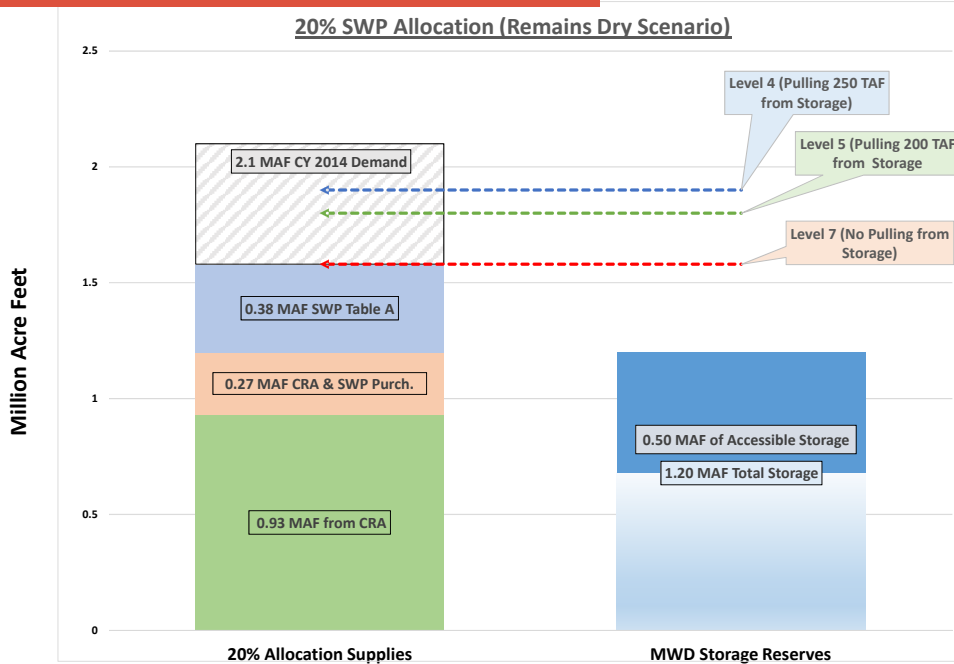 20% SWP Allocation (Remains Dry Scenario)
Million Acre Feet
2.5
2
1.5
1
0.5
0
Level 4 (Pulling 250 TAF
from Storage)
Level 5 (Pulling 200 TAF
from Storage
Level 7 (No Pulling from
Storage)
2.1 MAF CY 2014 Demand
0.38 MAF SWP Table A
0.27 MAF CRA & SWP Purch.
0.93 MAF from CRA
0.50 MAF of Accessible Storage
1.20 MAF Total Storage
20% Allocation Supplies
MWD Storage Reserves